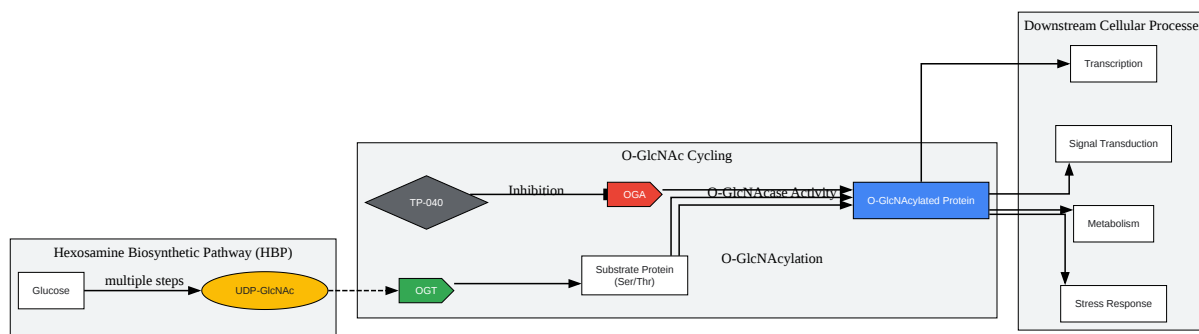 Downstream Cellular Processe
Transcription
Signal Transduction
Metabolism
Stress Response
O-GlcNAc Cycling
TP-040
Inhibition
OGA
O-GlcNAcase Activity
O-GlcNAcylated Protein
Substrate Protein
(Ser/Thr)
O-GlcNAcylation
OGT
Hexosamine Biosynthetic Pathway (HBP)
Glucose
multiple steps
UDP-GlcNAc